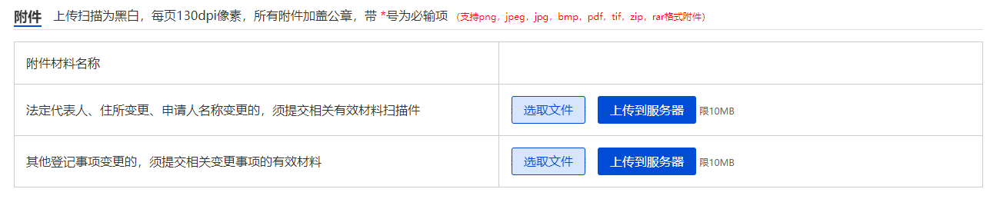 附件 上传扫描为黑白，每页130dpi像素，所有附件加盖公章，带 *号为必输项 （支持png，jpeg，jpg，bmp，pdf，tif，zip，rar格式附件）
附件材料名称
法定代表人、住所变更、申请人名称变更的，须提交相关有效材料扫描件 选取文件 上传到服务器 限10MB
其他登记事项变更的，须提交相关变更事项的有效材料 选取文件 上传到服务器 限10MB